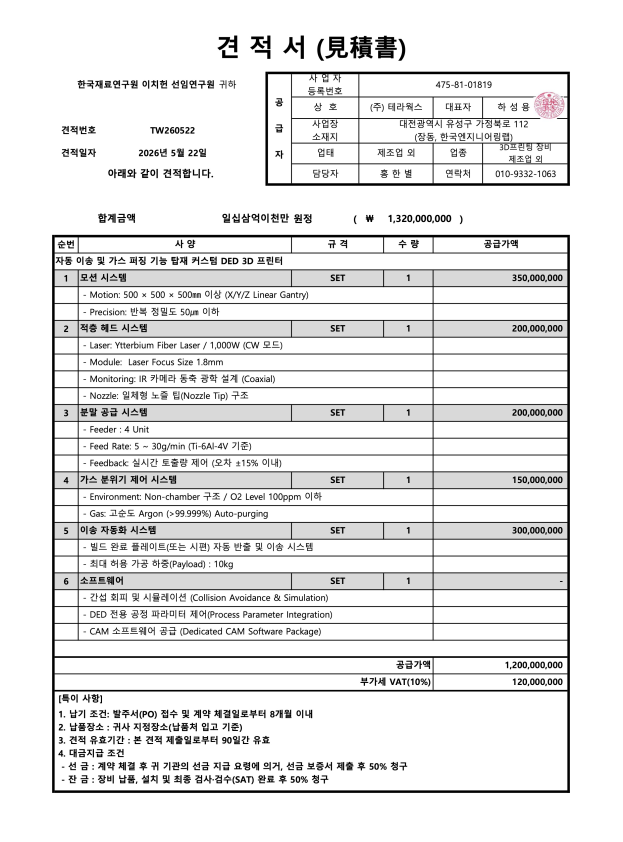 견 적 서 (見積書)
한국재료연구원 이치헌 선임연구원 귀하
견적번호 TW260522
견적일자 2026년 5월 22일
아래와 같이 견적합니다.
공 급 자
사 업 자 등록번호 475-81-01819
상 호 (주) 테라웍스 대표자 하 성 용
사업장 소재지 대전광역시 유성구 가정북로 112
(장동, 한국엔지니어링랩)
업태 제조업 외 업종 3D프린팅 장비 제조업 외
담당자 홍 한 별 연락처 010-9332-1063
합계금액 일십삼억이천만 원정 ( ₩ 1,320,000,000 )
순번 사 양 규 격 수 량 공급가액
자동 이송 및 가스 퍼징 기능 탑재 커스텀 DED 3D 프린터
1 모션 시스템 SET 1 350,000,000
- Motion: 500 × 500 × 500㎜ 이상 (X/Y/Z Linear Gantry)
- Precision: 반복 정밀도 50㎛ 이하
2 적층 헤드 시스템 SET 1 200,000,000
- Laser: Ytterbium Fiber Laser / 1,000W (CW 모드)
- Module: Laser Focus Size 1.8mm
- Monitoring: IR 카메라 동축 광학 설계 (Coaxial)
- Nozzle: 일체형 노즐 팁(Nozzle Tip) 구조
3 분말 공급 시스템 SET 1 200,000,000
- Feeder : 4 Unit
- Feed Rate: 5 ~ 30g/min (Ti-6Al-4V 기준)
- Feedback: 실시간 토출량 제어 (오차 ±15% 이내)
4 가스 분위기 제어 시스템 SET 1 150,000,000
- Environment: Non-chamber 구조 / O2 Level 100ppm 이하
- Gas: 고순도 Argon (>99.999%) Auto-purging
5 이송 자동화 시스템 SET 1 300,000,000
- 빌드 완료 플레이트(또는 시편) 자동 반출 및 이송 시스템
- 최대 허용 가공 하중(Payload) : 10kg
6 소프트웨어 SET 1 -
- 간섭 회피 및 시뮬레이션 (Collision Avoidance & Simulation)
- DED 전용 공정 파라미터 제어(Process Parameter Integration)
- CAM 소프트웨어 공급 (Dedicated CAM Software Package)
공급가액 1,200,000,000
부가세 VAT(10%) 120,000,000
[특이 사항]
1. 납기 조건: 발주서(PO) 접수 및 계약 체결일로부터 8개월 이내
2. 납품장소 : 귀사 지정장소(납품처 입고 기준)
3. 견적 유효기간 : 본 견적 제출일로부터 90일간 유효
4. 대금지급 조건
- 선 금 : 계약 체결 후 귀 기관의 선금 지급 요령에 의거, 선금 보증서 제출 후 50% 청구
- 잔 금 : 장비 납품, 설치 및 최종 검사·검수(SAT) 완료 후 50% 청구